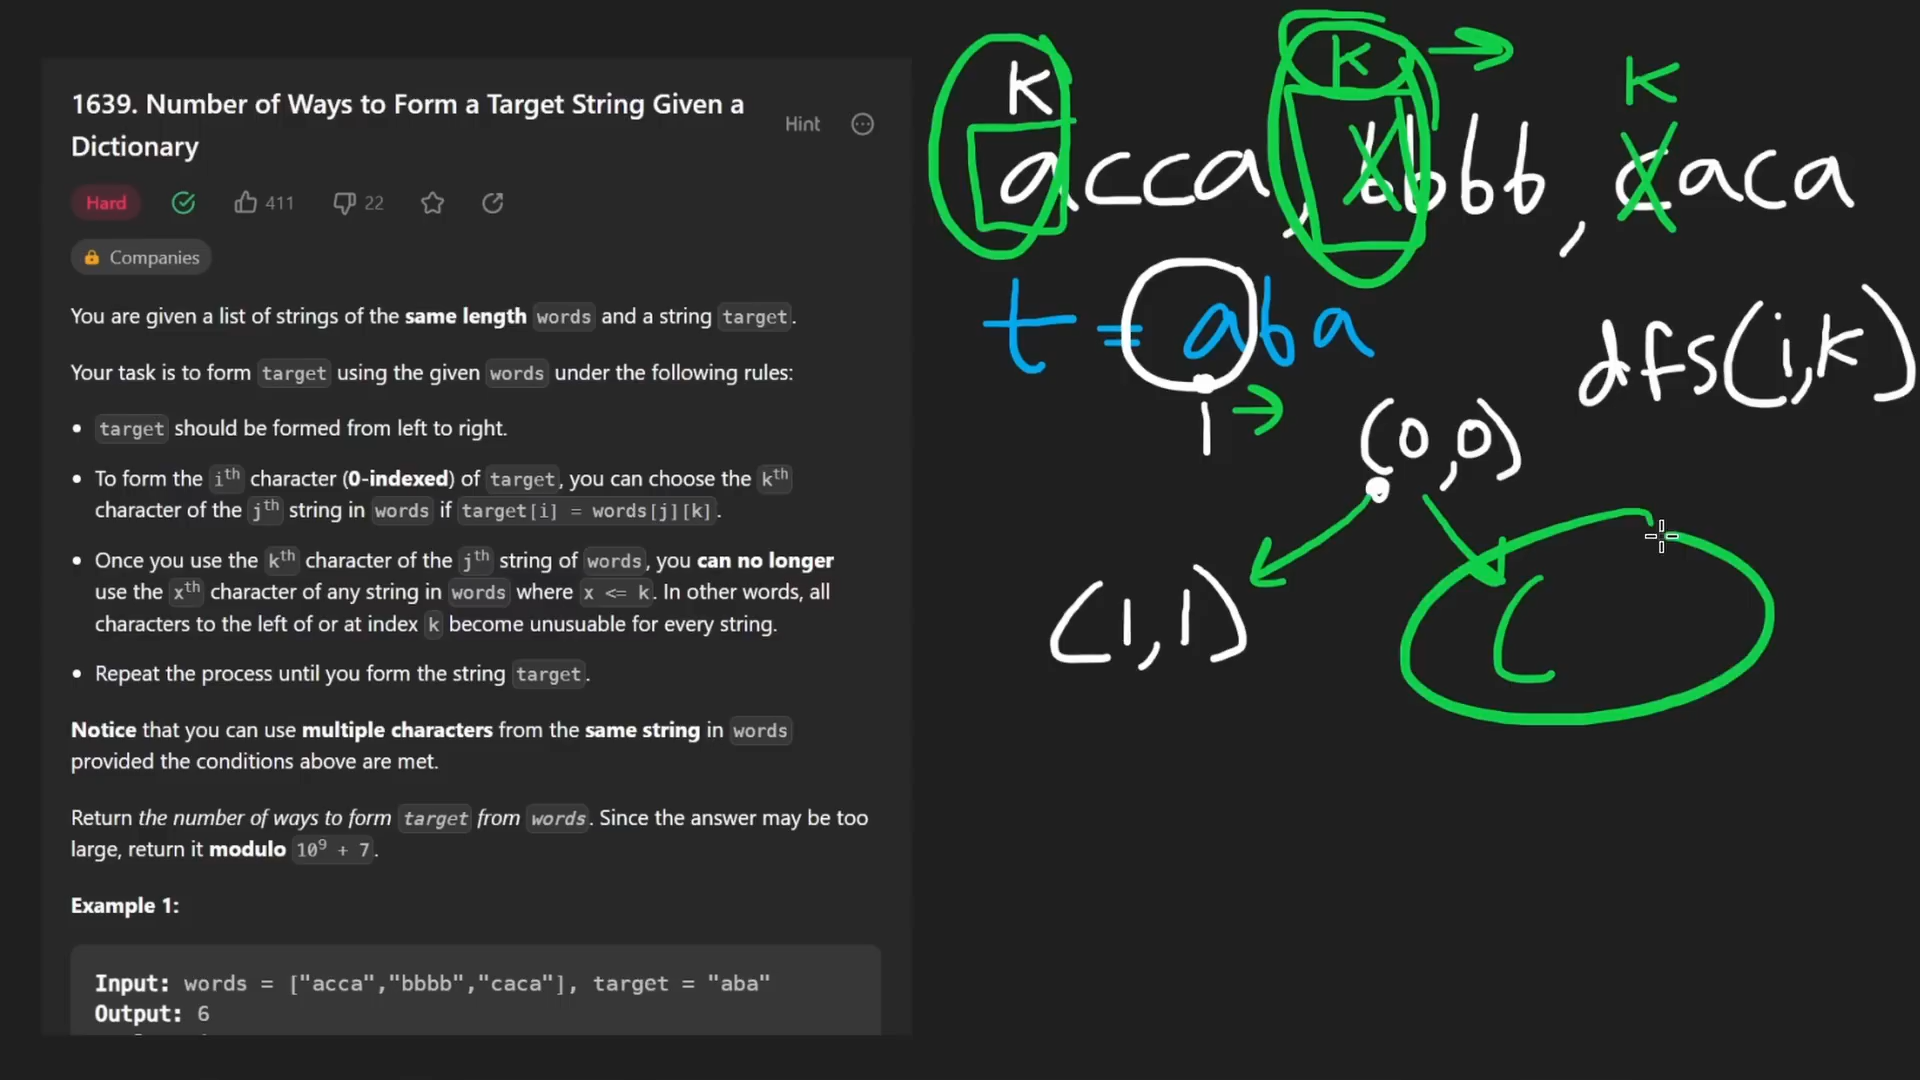 1639. Number of Ways to Form a Target String Given a
Dictionary
Hint
Hard 411 22
Companies
You are given a list of strings of the same length words and a string target.
Your task is to form target using the given words under the following rules:
• target should be formed from left to right.
• To form the ith character (0-indexed) of target, you can choose the kth
character of the jth string in words if target[i] = words[j][k].
• Once you use the kth character of the jth string of words, you can no longer
use the xth character of any string in words where x <= k. In other words, all
characters to the left of or at index k become unusuable for every string.
• Repeat the process until you form the string target.
Notice that you can use multiple characters from the same string in words
provided the conditions above are met.
Return the number of ways to form target from words. Since the answer may be too
large, return it modulo 10^9 + 7.
Example 1:
Input: words = ["acca","bbbb","caca"], target = "aba"
Output: 6
k k k
acca, bbbb, caca
t = aba
i
dfs(i,k)
(0,0)
(1,1) (